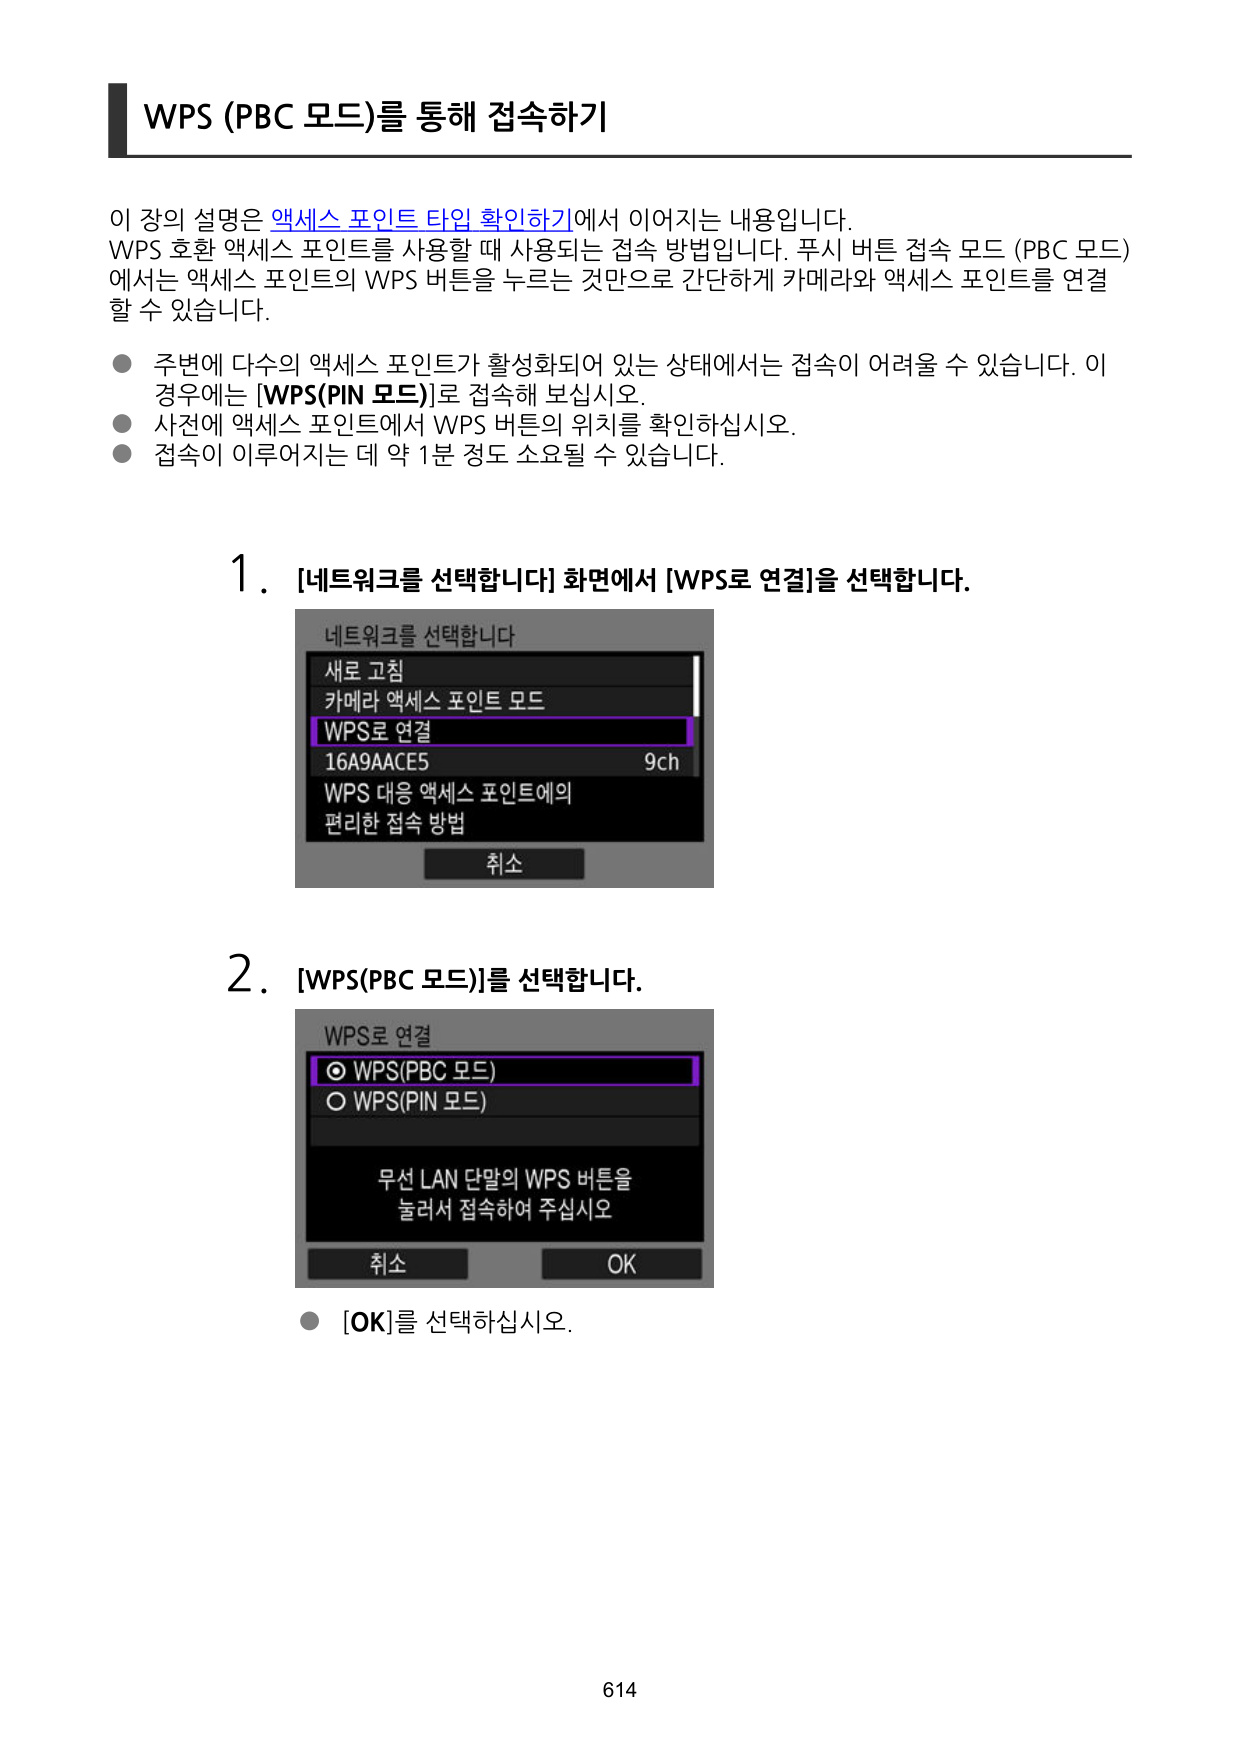 WPS (PBC 모드)를 통해 접속하기
이 장의 설명은 액세스 포인트 타입 확인하기에서 이어지는 내용입니다.
WPS 호환 액세스 포인트를 사용할 때 사용되는 접속 방법입니다. 푸시 버튼 접속 모드 (PBC 모드)
에서는 액세스 포인트의 WPS 버튼을 누르는 것만으로 간단하게 카메라와 액세스 포인트를 연결
할 수 있습니다.
● 주변에 다수의 액세스 포인트가 활성화되어 있는 상태에서는 접속이 어려울 수 있습니다. 이
경우에는 [WPS(PIN 모드)]로 접속해 보십시오.
● 사전에 액세스 포인트에서 WPS 버튼의 위치를 확인하십시오.
● 접속이 이루어지는 데 약 1분 정도 소요될 수 있습니다.
1. [네트워크를 선택합니다] 화면에서 [WPS로 연결]을 선택합니다.
네트워크를 선택합니다
새로 고침
카메라 액세스 포인트 모드
WPS로 연결
16A9AACE5 9ch
WPS 대응 액세스 포인트에의
편리한 접속 방법
취소
2. [WPS(PBC 모드)]를 선택합니다.
WPS로 연결
WPS(PBC 모드)
WPS(PIN 모드)
무선 LAN 단말의 WPS 버튼을
눌러서 접속하여 주십시오
취소 OK
● [OK]를 선택하십시오.
614